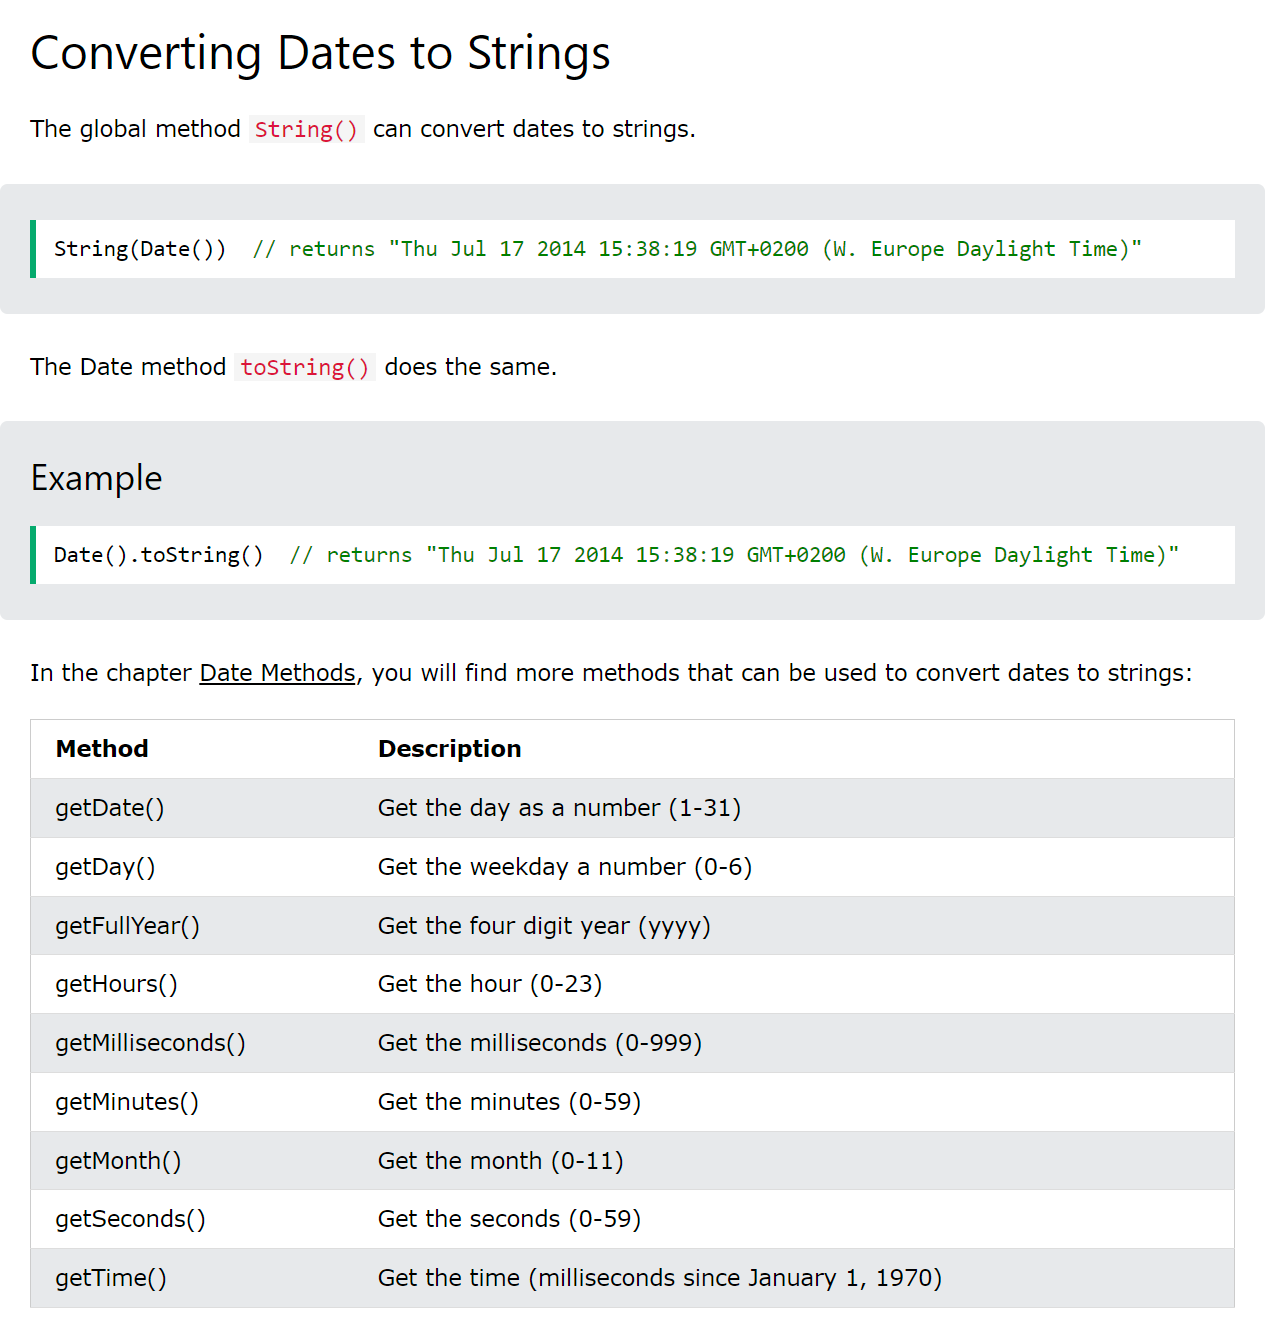 Converting Dates to Strings
The global method String() can convert dates to strings.
String(Date())  // returns "Thu Jul 17 2014 15:38:19 GMT+0200 (W. Europe Daylight Time)"
The Date method toString() does the same.
Example
Date().toString()  // returns "Thu Jul 17 2014 15:38:19 GMT+0200 (W. Europe Daylight Time)"
In the chapter Date Methods, you will find more methods that can be used to convert dates to strings:
Method Description
getDate() Get the day as a number (1-31)
getDay() Get the weekday a number (0-6)
getFullYear() Get the four digit year (yyyy)
getHours() Get the hour (0-23)
getMilliseconds() Get the milliseconds (0-999)
getMinutes() Get the minutes (0-59)
getMonth() Get the month (0-11)
getSeconds() Get the seconds (0-59)
getTime() Get the time (milliseconds since January 1, 1970)